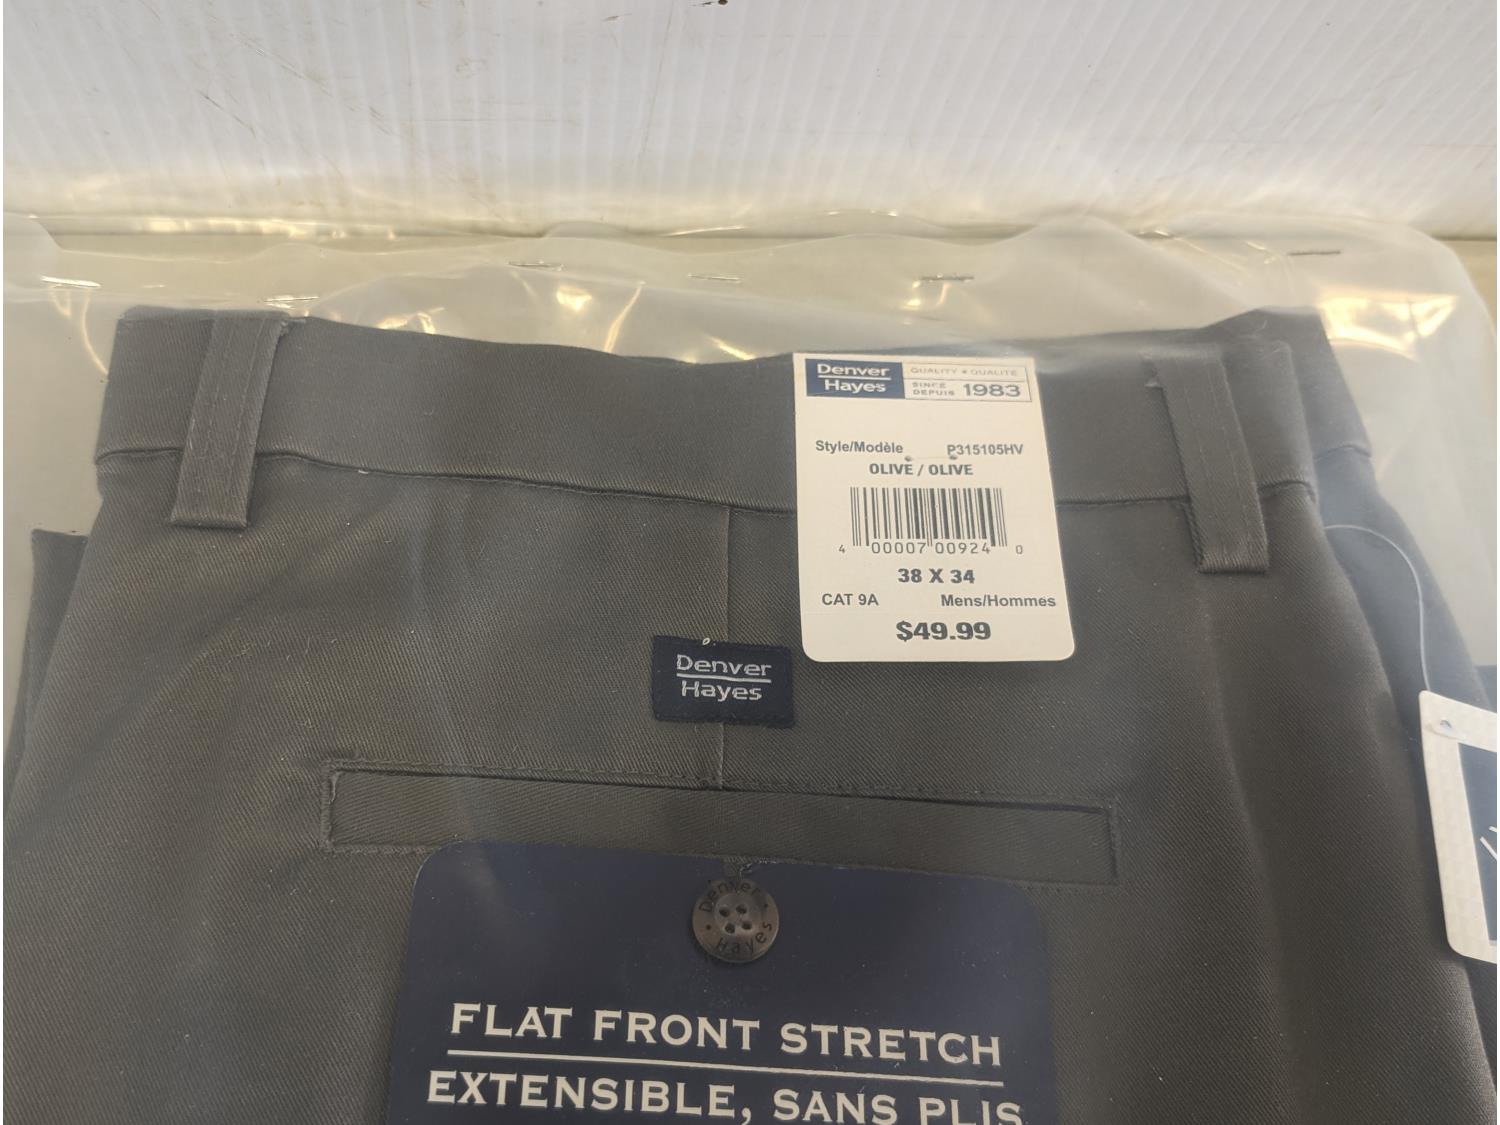 Denver
Hayes
QUALITY • QUALITÉ
SINCE
DEPUIS 1983
Style/Modèle P315105HV
OLIVE / OLIVE
4 00007 00924 0
38 X 34
CAT 9A Mens/Hommes
$49.99
Denver
Hayes
Denver
Hayes
FLAT FRONT STRETCH
EXTENSIBLE, SANS PLIS